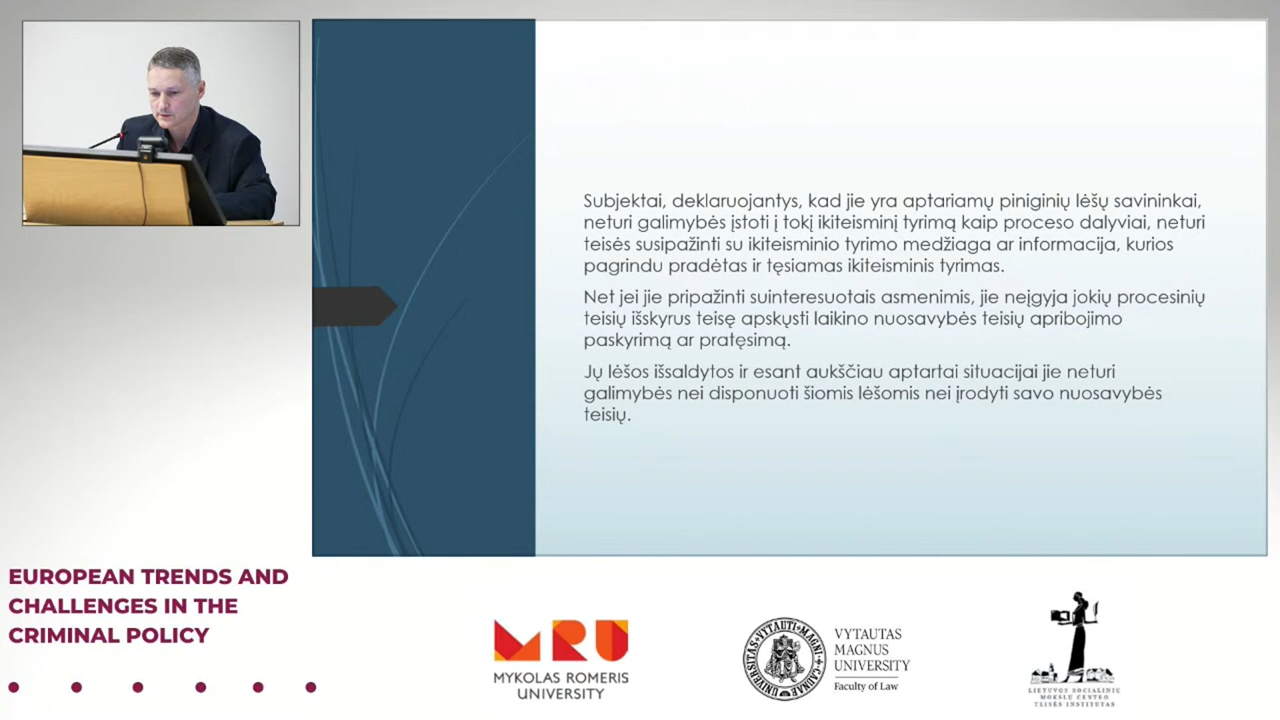 Subjektai, deklaruojantys, kad jie yra aptariamų piniginių lėšų savininkai,
neturi galimybės įstoti į tokį ikiteisminį tyrimą kaip proceso dalyviai, neturi
teisės susipažinti su ikiteisminio tyrimo medžiaga ar informacija, kurios
pagrindu pradėtas ir tęsiamas ikiteisminis tyrimas.
Net jei jie pripažinti suinteresuotais asmenimis, jie neįgyja jokių procesinių
teisių išskyrus teisę apskųsti laikino nuosavybės teisių apribojimo
paskyrimą ar pratęsimą.
Jų lėšos išsaldytos ir esant aukščiau aptartai situacijai jie neturi
galimybės nei disponuoti šiomis lėšomis nei įrodyti savo nuosavybės
teisių.
EUROPEAN TRENDS AND
CHALLENGES IN THE
CRIMINAL POLICY
MRU
MYKOLAS ROMERIS
UNIVERSITY
VYTAUTAS
MAGNUS
UNIVERSITY
Faculty of Law
LIETUVOS SOCIALINIŲ
MOKSLŲ CENTRO
TEISĖS INSTITUTAS